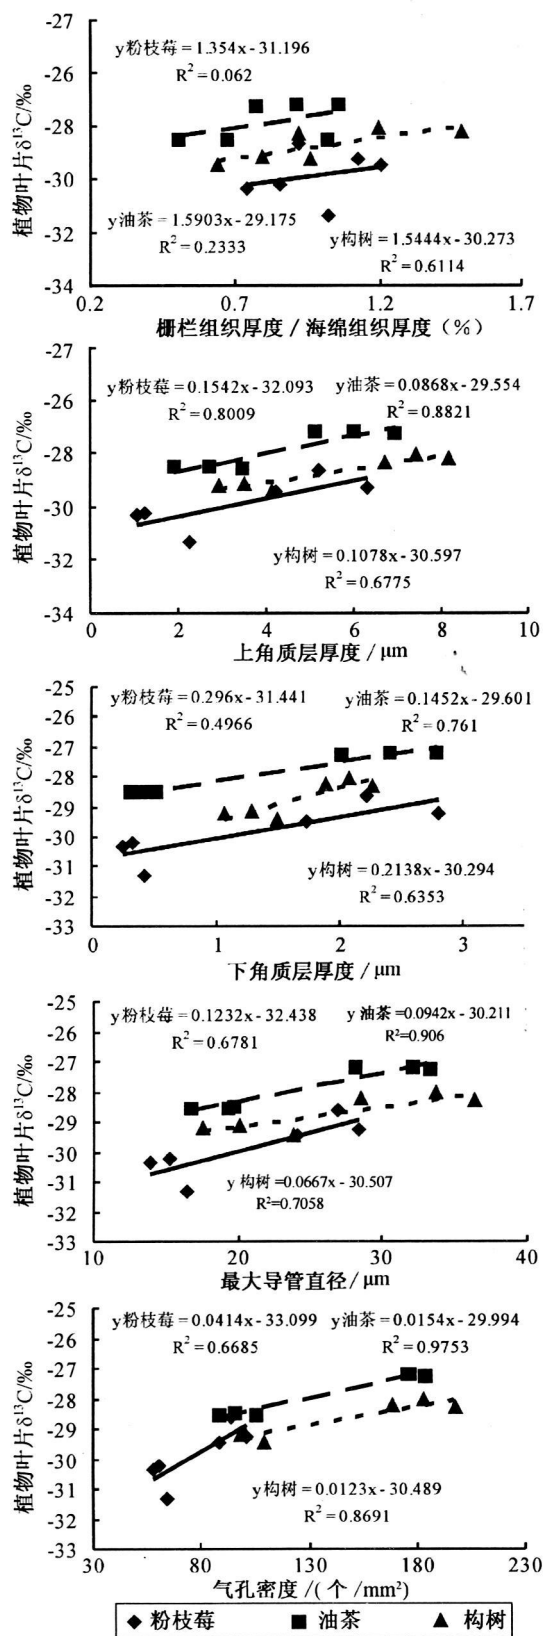 y粉枝莓=1.354x-31.196
R²=0.062
-27
-28
-30
-32
-34
植物叶片δ¹³C/‰
y油茶=1.5903x-29.175
R²=0.2333
y构树=1.5444x-30.273
R²=0.6114
0.2 0.7 1.2 1.7
栅栏组织厚度/海绵组织厚度(%)
-27
-26
-28
-30
-32
-34
植物叶片δ¹³C/‰
y粉枝莓=0.1542x-32.093 y油茶=0.0868x-29.554
R²=0.8009 R²=0.8821
y构树=0.1078x-30.597
R²=0.6775
0 2 4 6 8 10
上角质层厚度/μm
-25
-26
-27
-28
-29
-30
-31
-33
植物叶片δ¹³C/‰
y粉枝莓=0.296x-31.441 y油茶=0.1452x-29.601
R²=0.4966 R²=0.761
y构树=0.2138x-30.294
R²=0.6353
0 1 2 3
下角质层厚度/μm
-25
-27
-28
-29
-30
-31
-32
-33
植物叶片δ¹³C/‰
y粉枝莓=0.1232x-32.438 y油茶=0.0942x-30.211
R²=0.6781 R²=0.906
y构树=0.0667x-30.507
R²=0.7058
10 20 30 40
最大导管直径/μm
-25
-26
-27
-28
-29
-30
-31
-32
-33
植物叶片δ¹³C/‰
y粉枝莓=0.0414x-33.099 y油茶=0.0154x-29.994
R²=0.6685 R²=0.9753
y构树=0.0123x-30.489
R²=0.8691
30 80 130 180 230
气孔密度/(个/mm²)
粉枝莓 油茶 构树